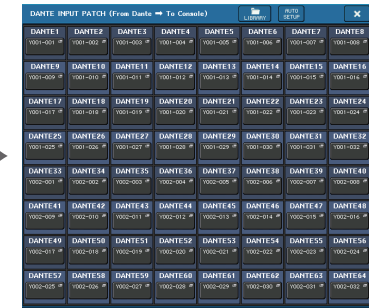 DANTE INPUT PATCH (From Dante ➡ To Console) LIBRARY AUTO SETUP ×
DANTE1 DANTE2 DANTE3 DANTE4 DANTE5 DANTE6 DANTE7 DANTE8
Y001-001 Y001-002 Y001-003 Y001-004 Y001-005 Y001-006 Y001-007 Y001-008
DANTE9 DANTE10 DANTE11 DANTE12 DANTE13 DANTE14 DANTE15 DANTE16
Y001-009 Y001-010 Y001-011 Y001-012 Y001-013 Y001-014 Y001-015 Y001-016
DANTE17 DANTE18 DANTE19 DANTE20 DANTE21 DANTE22 DANTE23 DANTE24
Y001-017 Y001-018 Y001-019 Y001-020 Y001-021 Y001-022 Y001-023 Y001-024
DANTE25 DANTE26 DANTE27 DANTE28 DANTE29 DANTE30 DANTE31 DANTE32
Y001-025 Y001-026 Y001-027 Y001-028 Y001-029 Y001-030 Y001-031 Y001-032
DANTE33 DANTE34 DANTE35 DANTE36 DANTE37 DANTE38 DANTE39 DANTE40
Y002-001 Y002-002 Y002-003 Y002-004 Y002-005 Y002-006 Y002-007 Y002-008
DANTE41 DANTE42 DANTE43 DANTE44 DANTE45 DANTE46 DANTE47 DANTE48
Y002-009 Y002-010 Y002-011 Y002-012 Y002-013 Y002-014 Y002-015 Y002-016
DANTE49 DANTE50 DANTE51 DANTE52 DANTE53 DANTE54 DANTE55 DANTE56
Y002-017 Y002-018 Y002-019 Y002-020 Y002-021 Y002-022 Y002-023 Y002-024
DANTE57 DANTE58 DANTE59 DANTE60 DANTE61 DANTE62 DANTE63 DANTE64
Y002-025 Y002-026 Y002-027 Y002-028 Y002-029 Y002-030 Y002-031 Y002-032